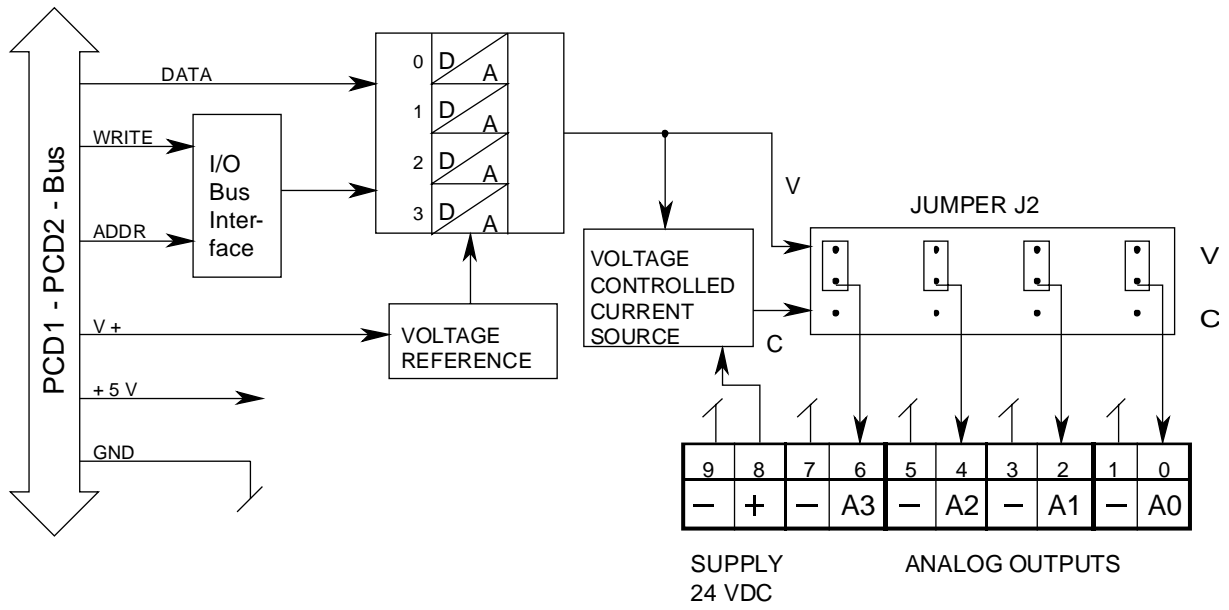 PCD1 - PCD2 - Bus
DATA
WRITE
ADDR
V +
+ 5 V
GND
I/O
Bus
Inter-
face
0 D A
1 D A
2 D A
3 D A
VOLTAGE
REFERENCE
V
VOLTAGE
CONTROLLED
CURRENT
SOURCE
C
JUMPER J2
V
C
9 8 7 6 5 4 3 2 1 0
− + − A3 − A2 − A1 − A0
SUPPLY
24 VDC
ANALOG OUTPUTS